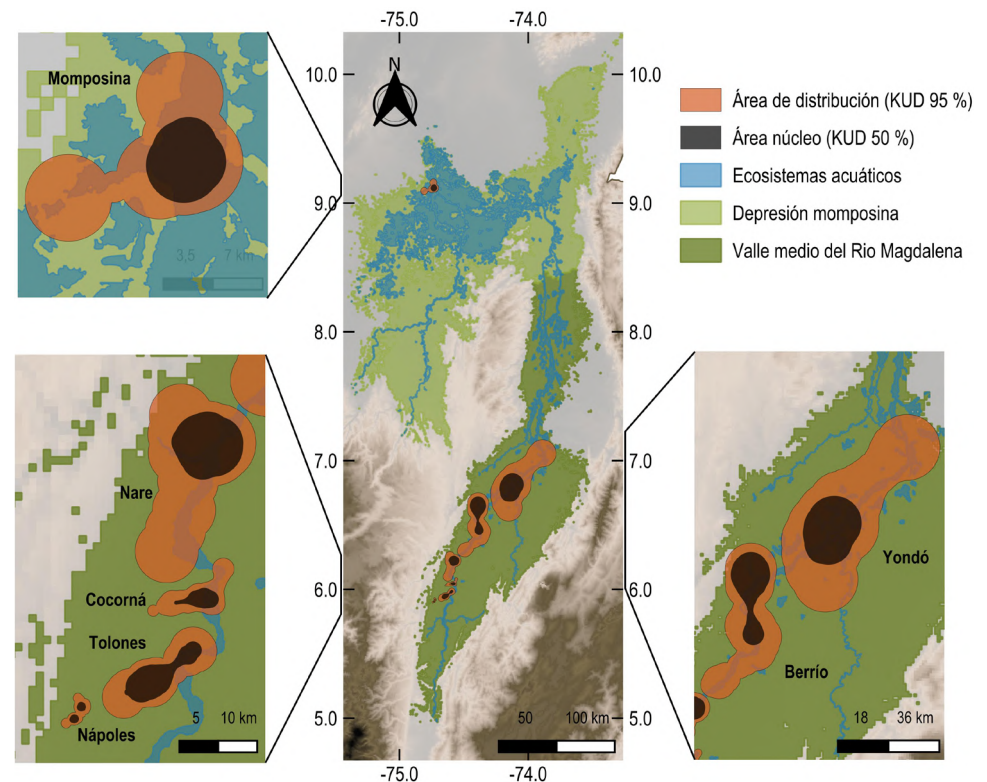 -75.0 -74.0
N
10.0 10.0
9.0 9.0
8.0 8.0
7.0 7.0
6.0 6.0
5.0 5.0
-75.0 -74.0
50 100 km
Momposina
3,5 7 km
Nare
Cocorná
Tolones
Nápoles
5 10 km
Yondó
Berrío
18 36 km
Área de distribución (KUD 95 %)
Área núcleo (KUD 50 %)
Ecosistemas acuáticos
Depresión momposina
Valle medio del Rio Magdalena